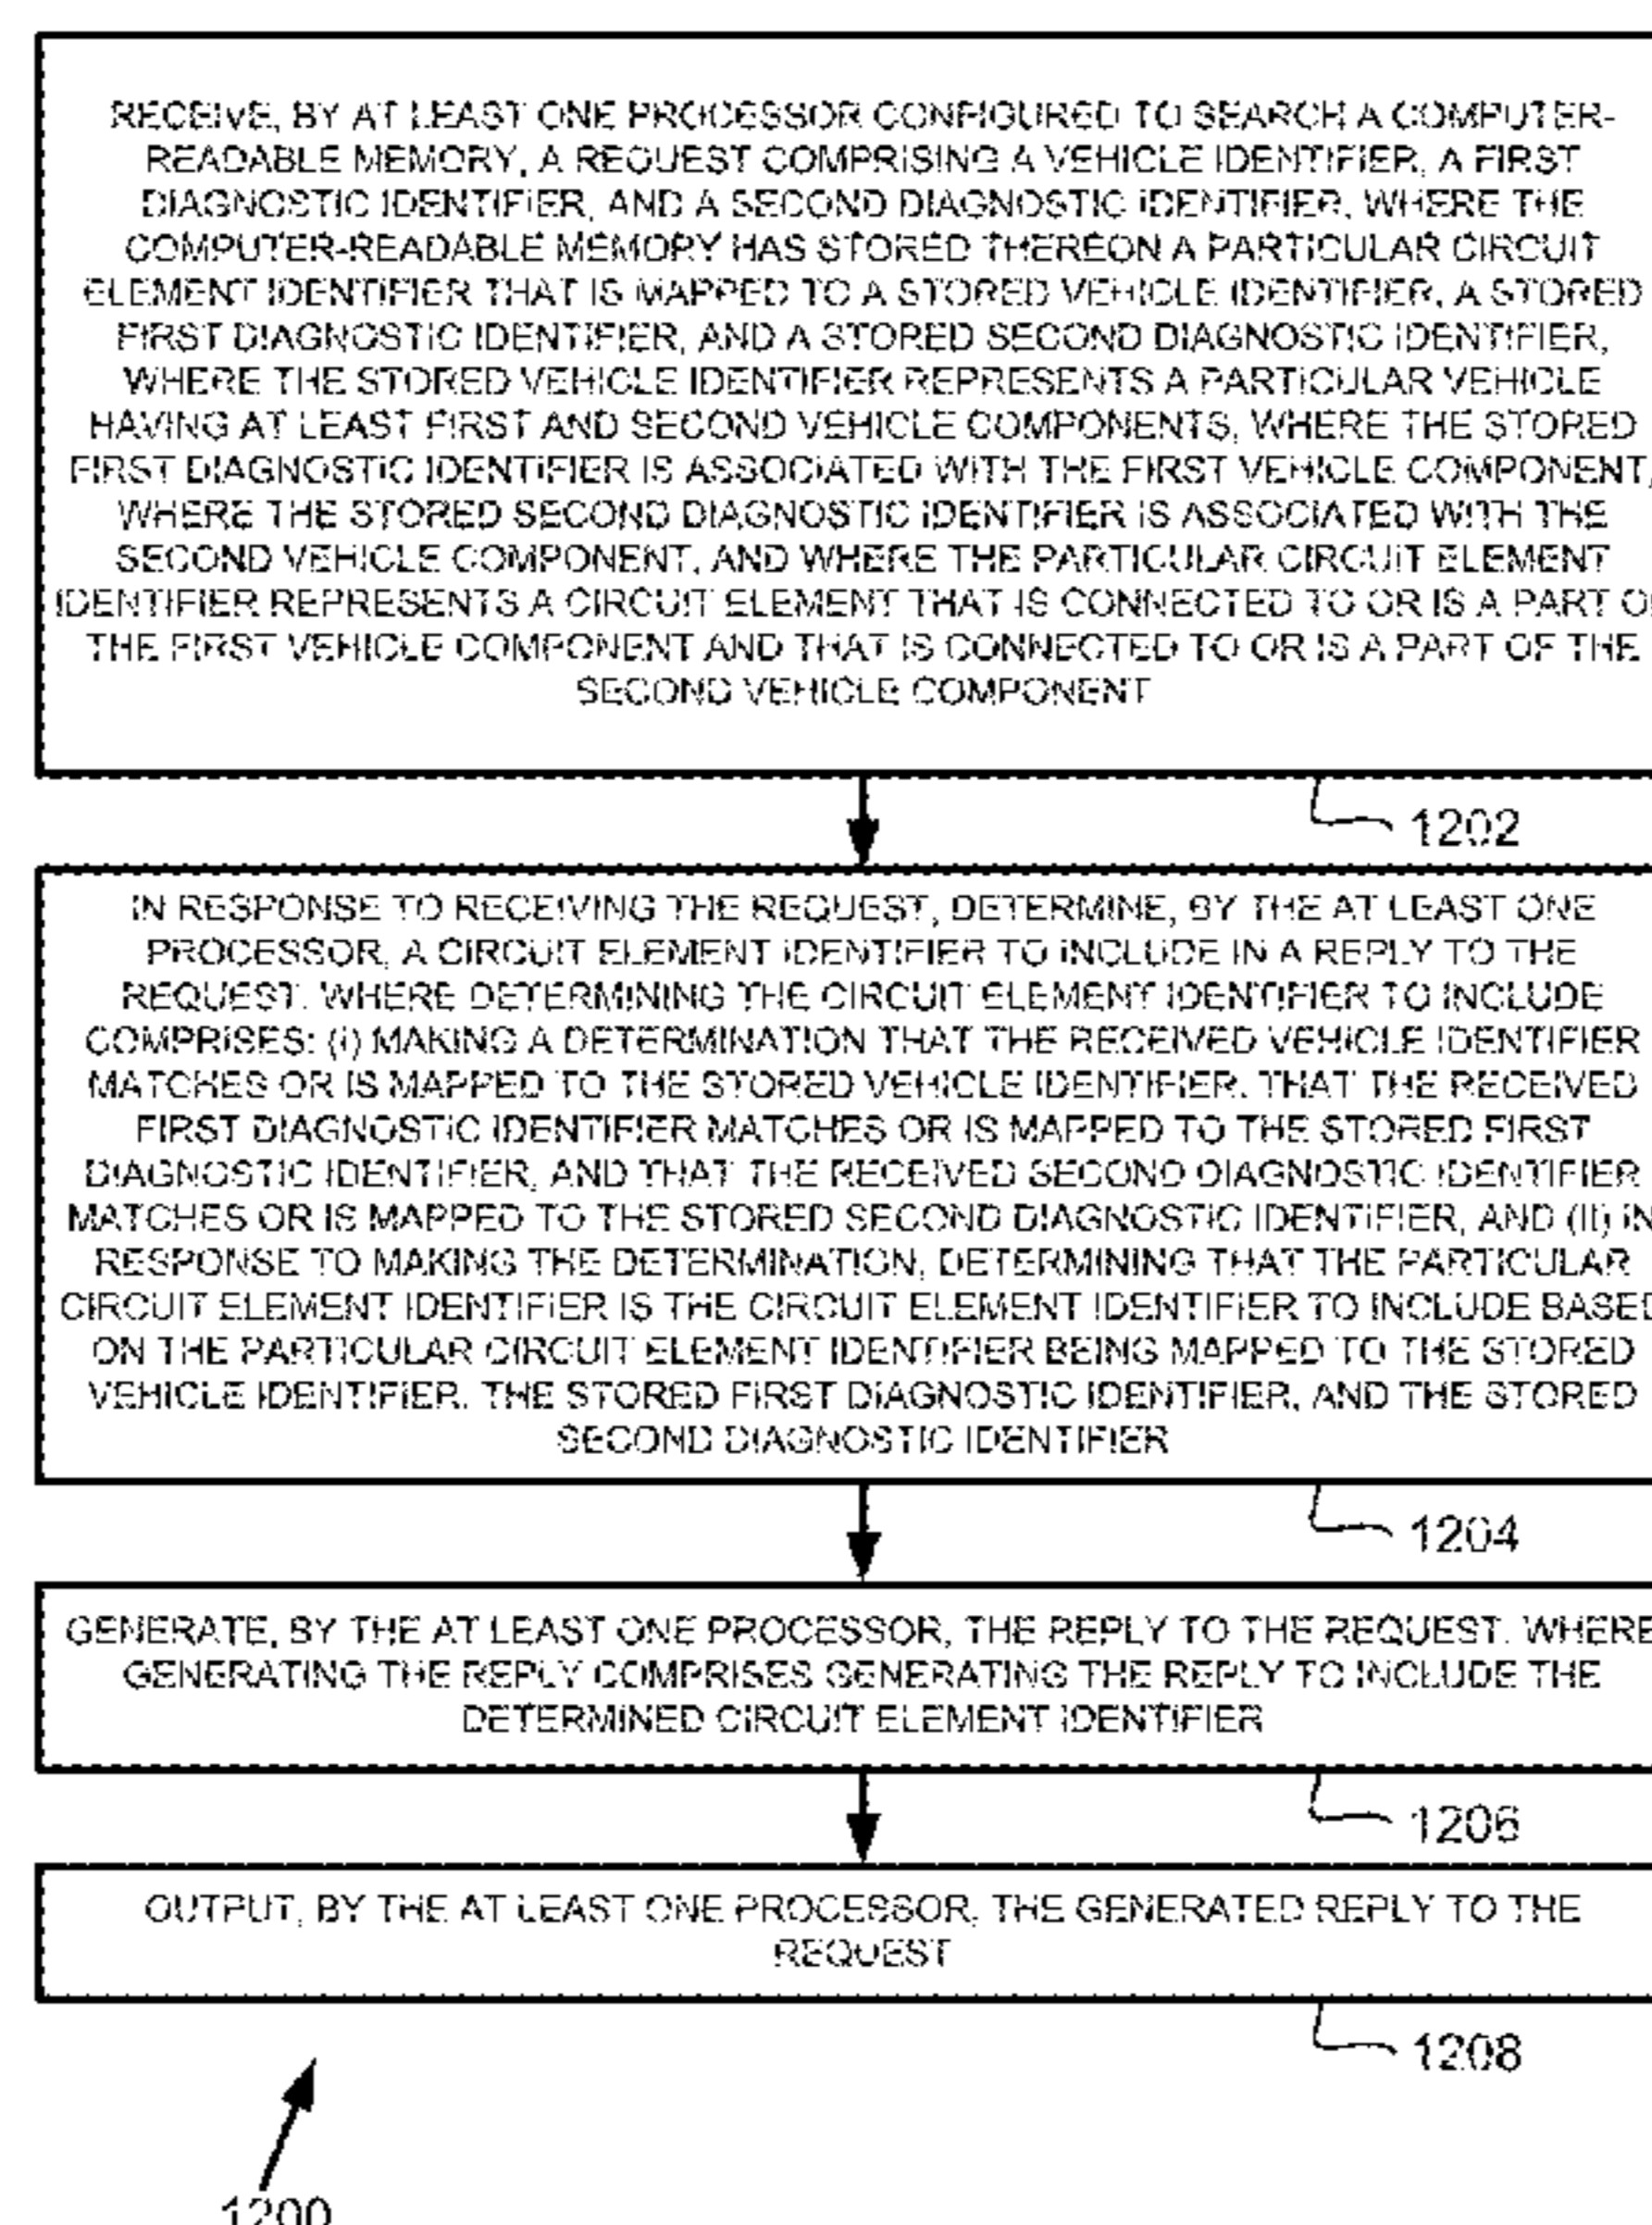 RECEIVE, BY AT LEAST ONE PROCESSOR CONFIGURED TO SEARCH A COMPUTER-
READABLE MEMORY, A REQUEST COMPRISING A VEHICLE IDENTIFIER, A FIRST
DIAGNOSTIC IDENTIFIER, AND A SECOND DIAGNOSTIC IDENTIFIER, WHERE THE
COMPUTER-READABLE MEMORY HAS STORED THEREON A PARTICULAR CIRCUIT
ELEMENT IDENTIFIER THAT IS MAPPED TO A STORED VEHICLE IDENTIFIER, A STORED
FIRST DIAGNOSTIC IDENTIFIER, AND A STORED SECOND DIAGNOSTIC IDENTIFIER,
WHERE THE STORED VEHICLE IDENTIFIER REPRESENTS A PARTICULAR VEHICLE
HAVING AT LEAST FIRST AND SECOND VEHICLE COMPONENTS, WHERE THE STORED
FIRST DIAGNOSTIC IDENTIFIER IS ASSOCIATED WITH THE FIRST VEHICLE COMPONENT,
WHERE THE STORED SECOND DIAGNOSTIC IDENTIFIER IS ASSOCIATED WITH THE
SECOND VEHICLE COMPONENT, AND WHERE THE PARTICULAR CIRCUIT ELEMENT
IDENTIFIER REPRESENTS A CIRCUIT ELEMENT THAT IS CONNECTED TO OR IS A PART
THE FIRST VEHICLE COMPONENT AND THAT IS CONNECTED TO OR IS A PART OF THE
SECOND VEHICLE COMPONENT
1202
IN RESPONSE TO RECEIVING THE REQUEST, DETERMINE, BY THE AT LEAST ONE
PROCESSOR, A CIRCUIT ELEMENT IDENTIFIER TO INCLUDE IN A REPLY TO THE
REQUEST, WHERE DETERMINING THE CIRCUIT ELEMENT IDENTIFIER TO INCLUDE
COMPRISES: (i) MAKING A DETERMINATION THAT THE RECEIVED VEHICLE IDENTIFIER
MATCHES OR IS MAPPED TO THE STORED VEHICLE IDENTIFIER, THAT THE RECEIVED
FIRST DIAGNOSTIC IDENTIFIER MATCHES OR IS MAPPED TO THE STORED FIRST
DIAGNOSTIC IDENTIFIER, AND THAT THE RECEIVED SECOND DIAGNOSTIC IDENTIFIER
MATCHES OR IS MAPPED TO THE STORED SECOND DIAGNOSTIC IDENTIFIER, AND (II) IN
RESPONSE TO MAKING THE DETERMINATION, DETERMINING THAT THE PARTICULAR
CIRCUIT ELEMENT IDENTIFIER IS THE CIRCUIT ELEMENT IDENTIFIER TO INCLUDE BASED
ON THE PARTICULAR CIRCUIT ELEMENT IDENTIFIER BEING MAPPED TO THE STORED
VEHICLE IDENTIFIER, THE STORED FIRST DIAGNOSTIC IDENTIFIER, AND THE STORED
SECOND DIAGNOSTIC IDENTIFIER
1204
GENERATE, BY THE AT LEAST ONE PROCESSOR, THE REPLY TO THE REQUEST, WHERE
GENERATING THE REPLY COMPRISES GENERATING THE REPLY TO INCLUDE THE
DETERMINED CIRCUIT ELEMENT IDENTIFIER
1206
OUTPUT, BY THE AT LEAST ONE PROCESSOR, THE GENERATED REPLY TO THE
REQUEST
1208
1200